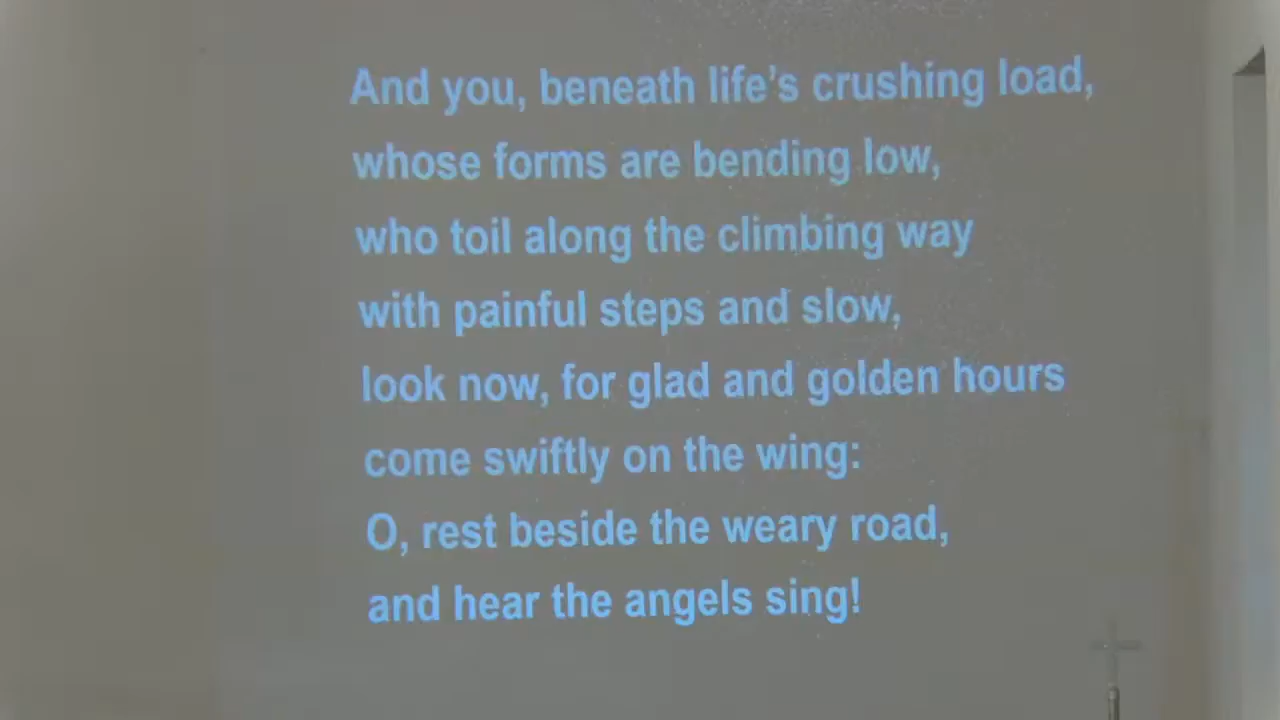 And you, beneath life's crushing load,
whose forms are bending low,
who toil along the climbing way
with painful steps and slow,
look now, for glad and golden hours
come swiftly on the wing:
O, rest beside the weary road,
and hear the angels sing!